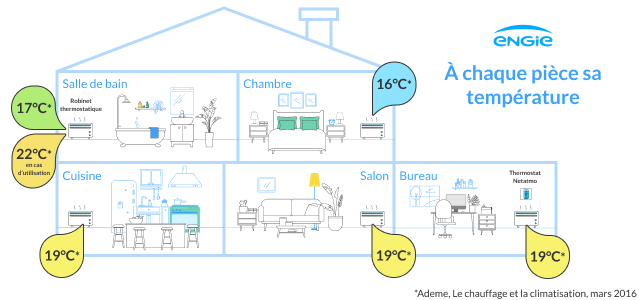 ENGIE
À chaque pièce sa
température
Salle de bain
Chambre
16°C*
17°C*
Robinet
thermostatique
22°C*
en cas
d'utilisation
Cuisine
Salon
Bureau
Thermostat
Netatmo
19°C*
19°C*
19°C*
*Ademe, Le chauffage et la climatisation, mars 2016